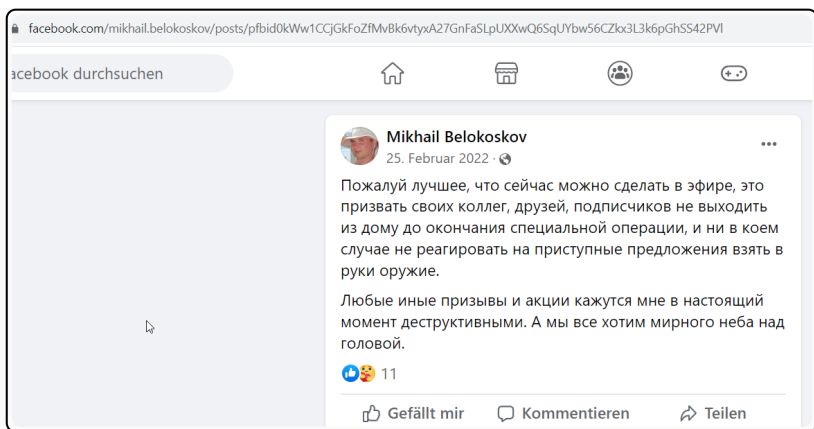 facebook.com/mikhail.belokoskov/posts/pfbid0kWw1CCjGkFoZfMvBk6vtyxA27GnFaSLpUXXwQ6SqUYbw56CZkx3L3k6pGhSS42PVl
acebook durchsuchen
Mikhail Belokoskov
25. Februar 2022 ·
Пожалуй лучшее, что сейчас можно сделать в эфире, это
призвать своих коллег, друзей, подписчиков не выходить
из дому до окончания специальной операции, и ни в коем
случае не реагировать на приступные предложения взять в
руки оружие.
Любые иные призывы и акции кажутся мне в настоящий
момент деструктивными. А мы все хотим мирного неба над
головой.
11
Gefällt mir Kommentieren Teilen